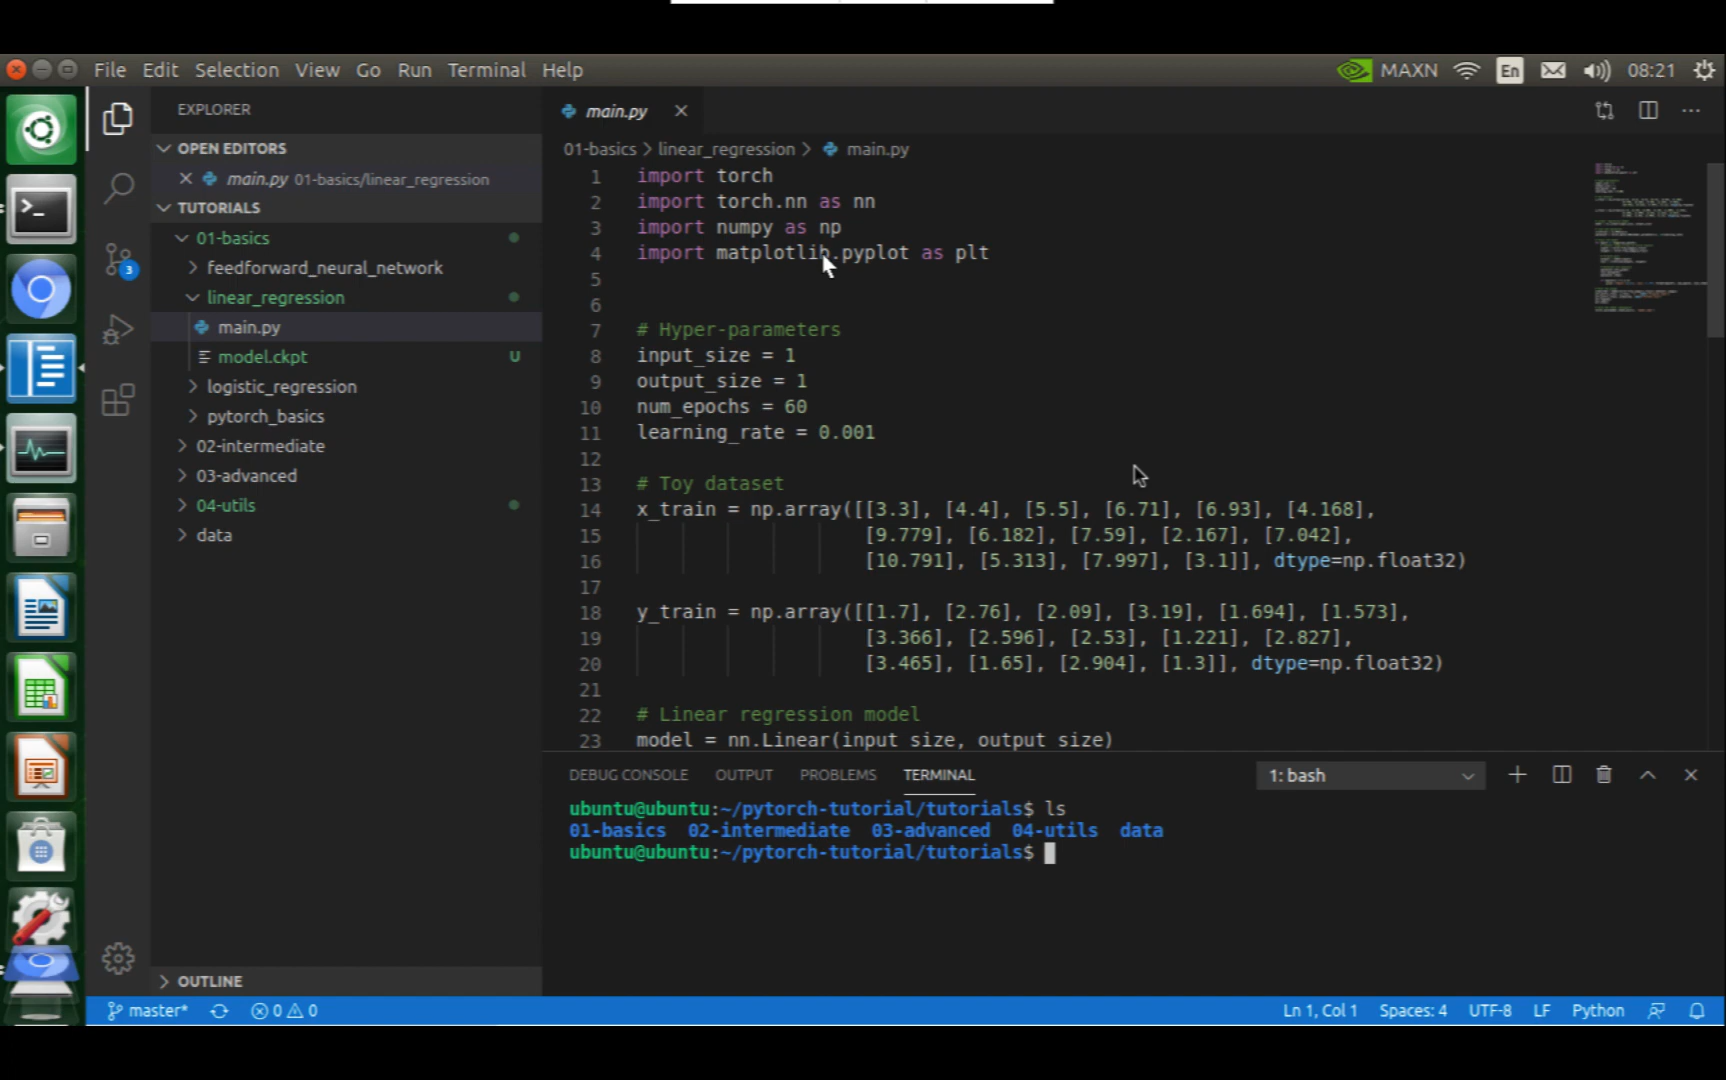 File Edit Selection View Go Run Terminal Help
MAXN En 08:21
EXPLORER
OPEN EDITORS
main.py 01-basics/linear_regression
TUTORIALS
01-basics
feedforward_neural_network
linear_regression
main.py
model.ckpt U
logistic_regression
pytorch_basics
02-intermediate
03-advanced
04-utils
data
OUTLINE
3
main.py
01-basics > linear_regression > main.py
1 import torch
2 import torch.nn as nn
3 import numpy as np
4 import matplotlib.pyplot as plt
5
6
7 # Hyper-parameters
8 input_size = 1
9 output_size = 1
10 num_epochs = 60
11 learning_rate = 0.001
12
13 # Toy dataset
14 x_train = np.array([[3.3], [4.4], [5.5], [6.71], [6.93], [4.168],
15 [9.779], [6.182], [7.59], [2.167], [7.042],
16 [10.791], [5.313], [7.997], [3.1]], dtype=np.float32)
17
18 y_train = np.array([[1.7], [2.76], [2.09], [3.19], [1.694], [1.573],
19 [3.366], [2.596], [2.53], [1.221], [2.827],
20 [3.465], [1.65], [2.904], [1.3]], dtype=np.float32)
21
22 # Linear regression model
23 model = nn.Linear(input_size, output_size)
DEBUG CONSOLE OUTPUT PROBLEMS TERMINAL 1: bash
ubuntu@ubuntu:~/pytorch-tutorial/tutorials$ ls
01-basics 02-intermediate 03-advanced 04-utils data
ubuntu@ubuntu:~/pytorch-tutorial/tutorials$
master* 0 0 Ln 1, Col 1 Spaces: 4 UTF-8 LF Python